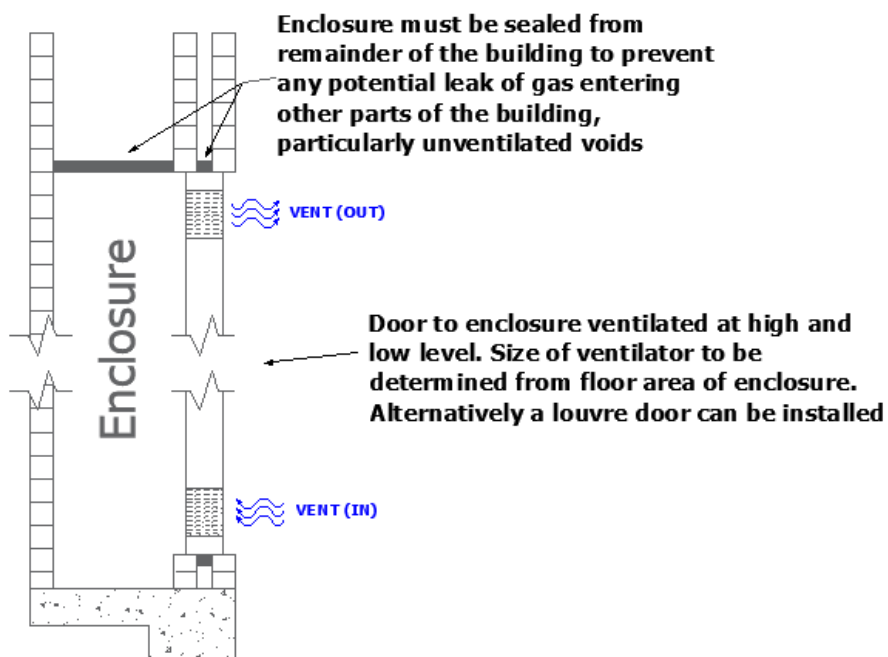 Enclosure must be sealed from
remainder of the building to prevent
any potential leak of gas entering
other parts of the building,
particularly unventilated voids
VENT (OUT)
Enclosure
Door to enclosure ventilated at high and
low level. Size of ventilator to be
determined from floor area of enclosure.
Alternatively a louvre door can be installed
VENT (IN)